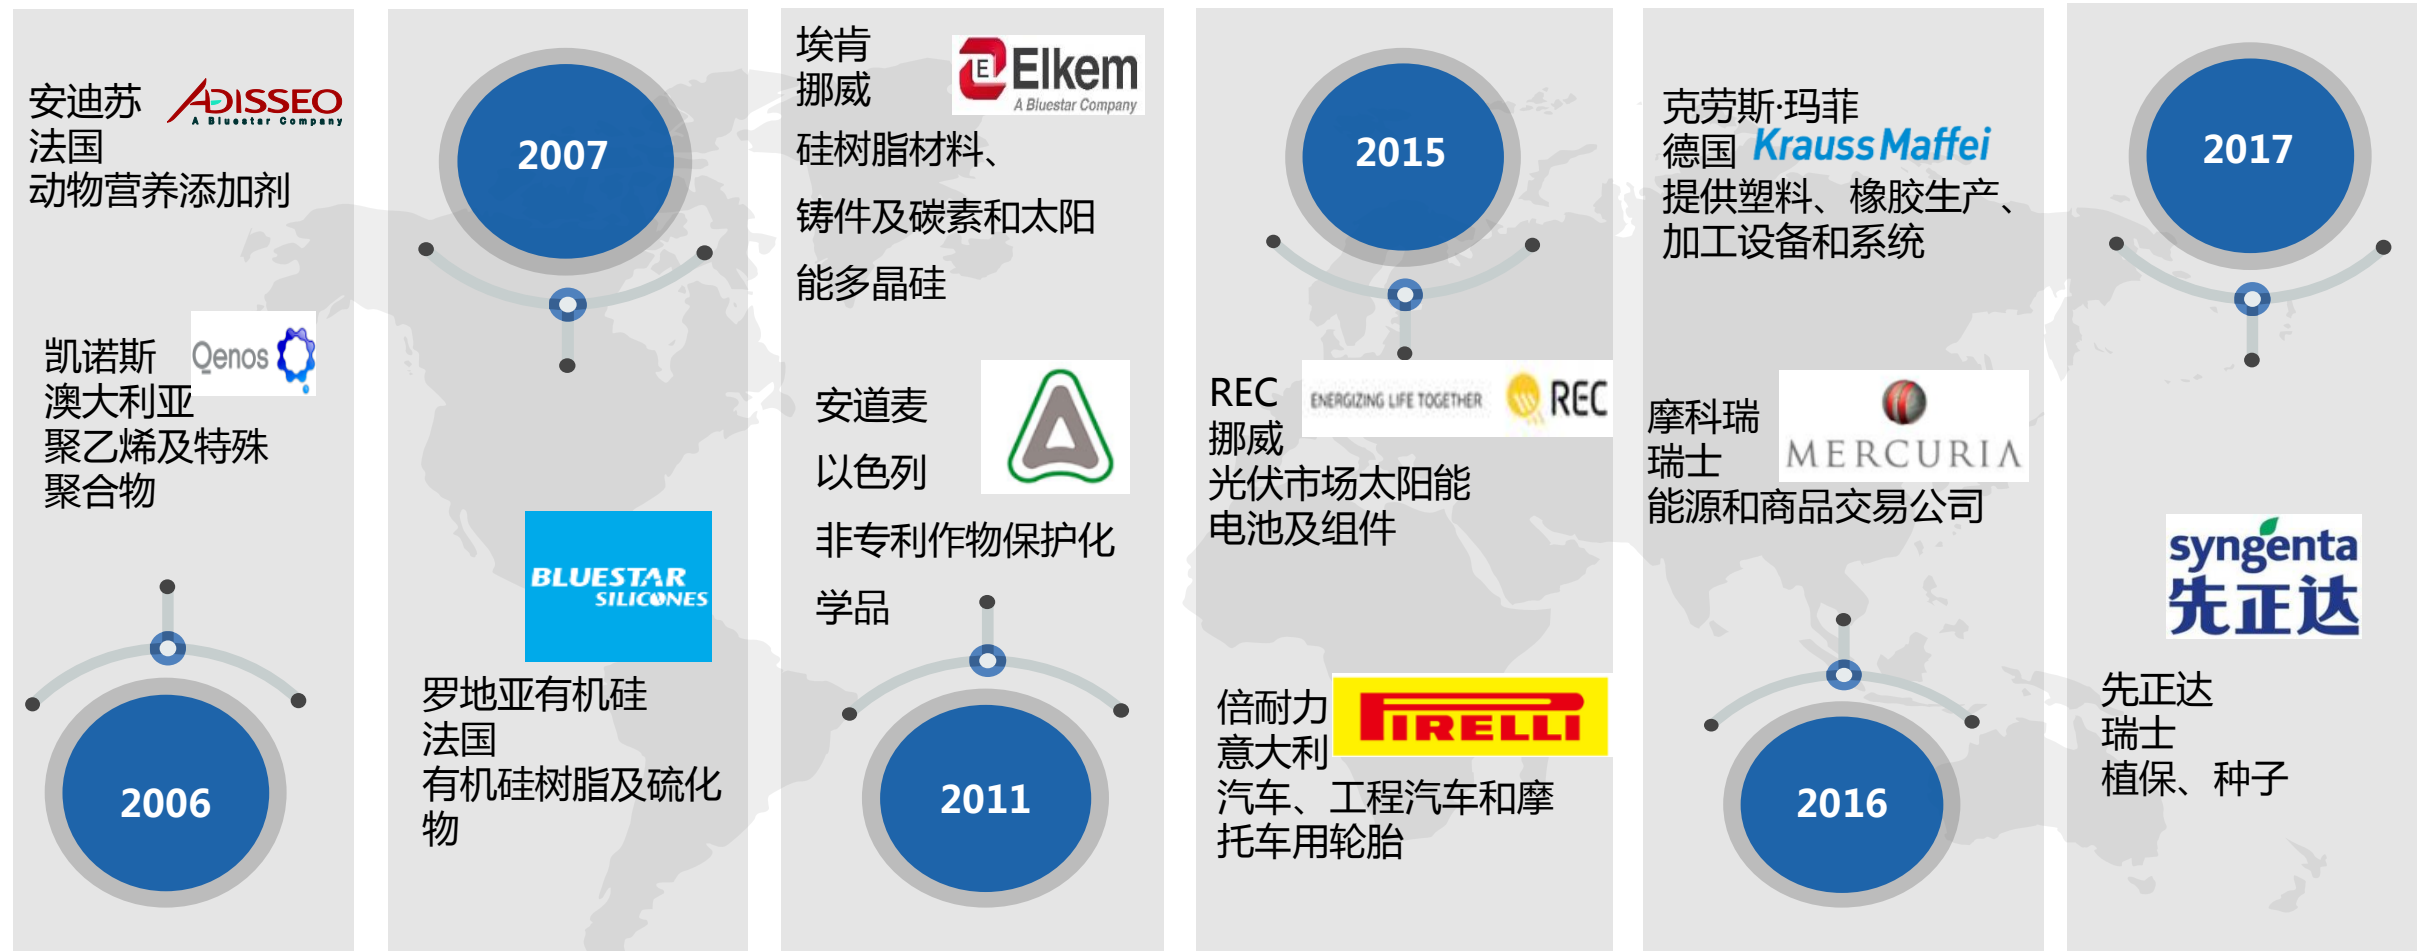 安迪苏
ADISSEO
A Bluestar Company
法国
动物营养添加剂
凯诺斯
Qenos
澳大利亚
聚乙烯及特殊
聚合物
2006
2007
BLUESTAR
SILICONES
罗地亚有机硅
法国
有机硅树脂及硫化
物
埃肯
挪威
E
Elkem
A Bluestar Company
硅树脂材料、
铸件及碳素和太阳
能多晶硅
安道麦
以色列
非专利作物保护化
学品
2011
2015
REC
ENERGIZING LIFE TOGETHER
REC
挪威
光伏市场太阳能
电池及组件
倍耐力
PIRELLI
意大利
汽车、工程汽车和摩
托车用轮胎
克劳斯·玛菲
德国
Krauss Maffei
提供塑料、橡胶生产、
加工设备和系统
摩科瑞
瑞士
MERCURIA
能源和商品交易公司
2016
2017
syngenta
先正达
先正达
瑞士
植保、种子